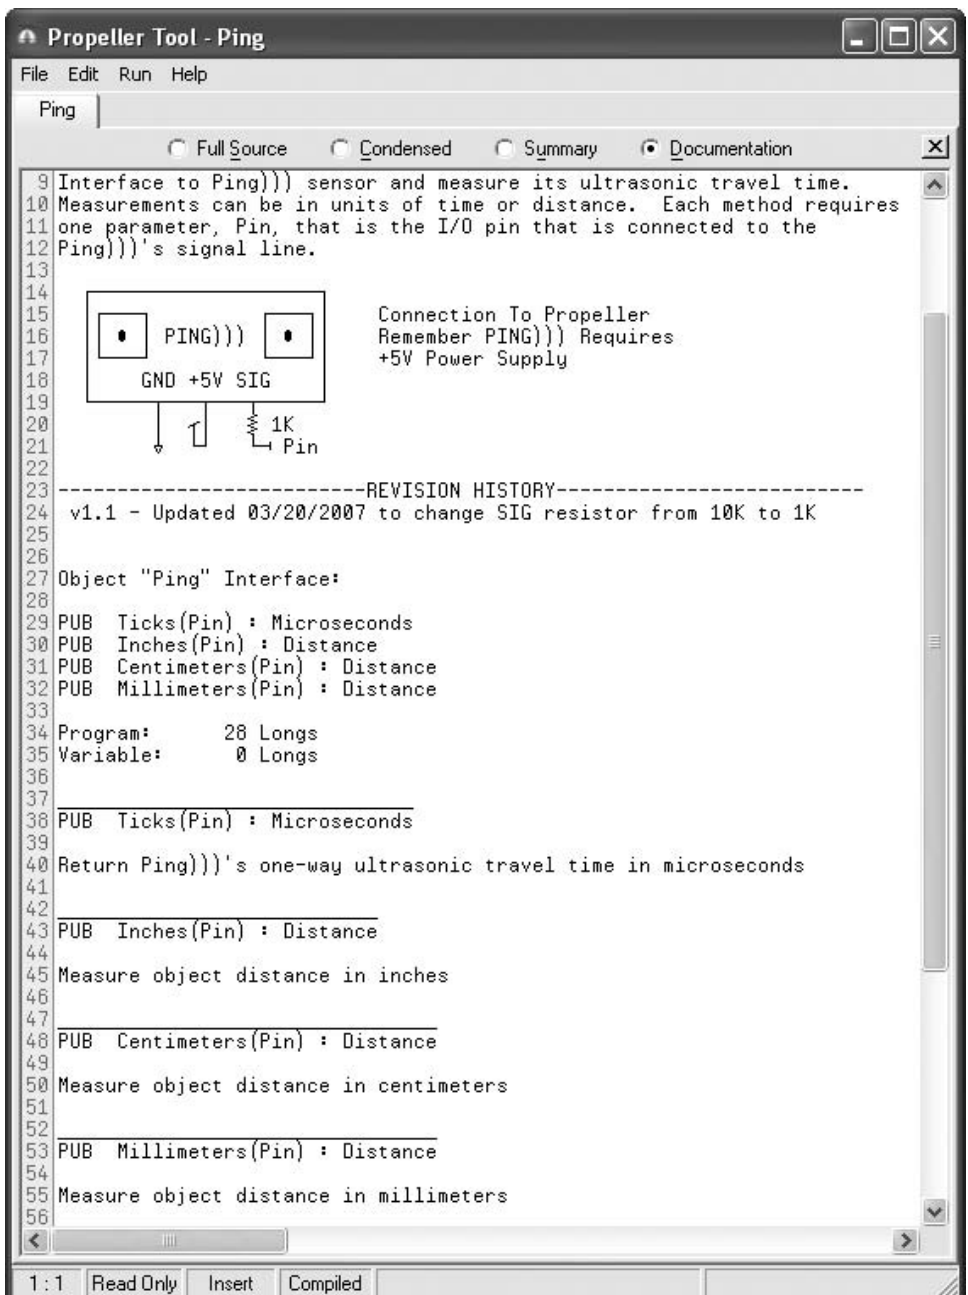 Propeller Tool - Ping
File Edit Run Help
Ping
Full Source Condensed Summary Documentation
9 Interface to Ping))) sensor and measure its ultrasonic travel time.
10 Measurements can be in units of time or distance. Each method requires
11 one parameter, Pin, that is the I/O pin that is connected to the
12 Ping)))'s signal line.
13
14
15 Connection To Propeller
16 PING))) Remember PING))) Requires
17 +5V Power Supply
18 GND +5V SIG
19
20 1K
21 Pin
22
23 --------------------------REVISION HISTORY--------------------------
24 v1.1 - Updated 03/20/2007 to change SIG resistor from 10K to 1K
25
26
27 Object "Ping" Interface:
28
29 PUB Ticks(Pin) : Microseconds
30 PUB Inches(Pin) : Distance
31 PUB Centimeters(Pin) : Distance
32 PUB Millimeters(Pin) : Distance
33
34 Program: 28 Longs
35 Variable: 0 Longs
36
37
38 PUB Ticks(Pin) : Microseconds
39
40 Return Ping)))'s one-way ultrasonic travel time in microseconds
41
42
43 PUB Inches(Pin) : Distance
44
45 Measure object distance in inches
46
47
48 PUB Centimeters(Pin) : Distance
49
50 Measure object distance in centimeters
51
52
53 PUB Millimeters(Pin) : Distance
54
55 Measure object distance in millimeters
56
1 : 1 Read Only Insert Compiled